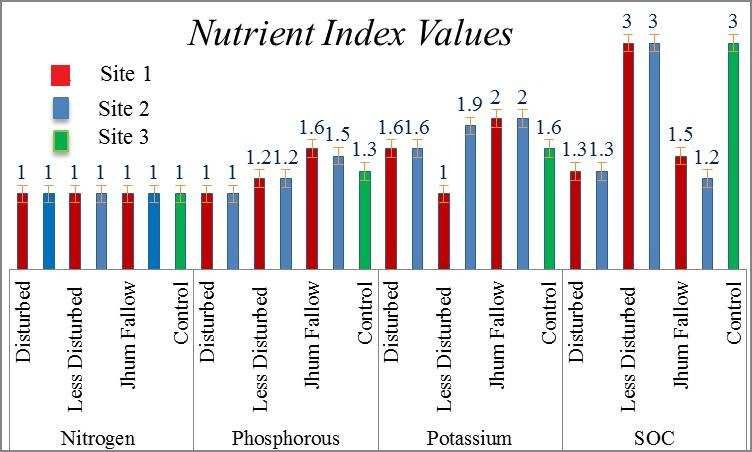 Nutrient Index Values
Site 1
Site 2
Site 3
1 1 1 1 1 1 1 1 1 1.2 1.2 1.6 1.5 1.3 1.6 1.6 1 1.9 2 2 1.6 1.3 1.3 3 3 1.5 1.2 3
Disturbed Less Disturbed Jhum Fallow Control Disturbed Less Disturbed Jhum Fallow Control Disturbed Less Disturbed Jhum Fallow Control Disturbed Less Disturbed Jhum Fallow Control
Nitrogen Phosphorous Potassium SOC